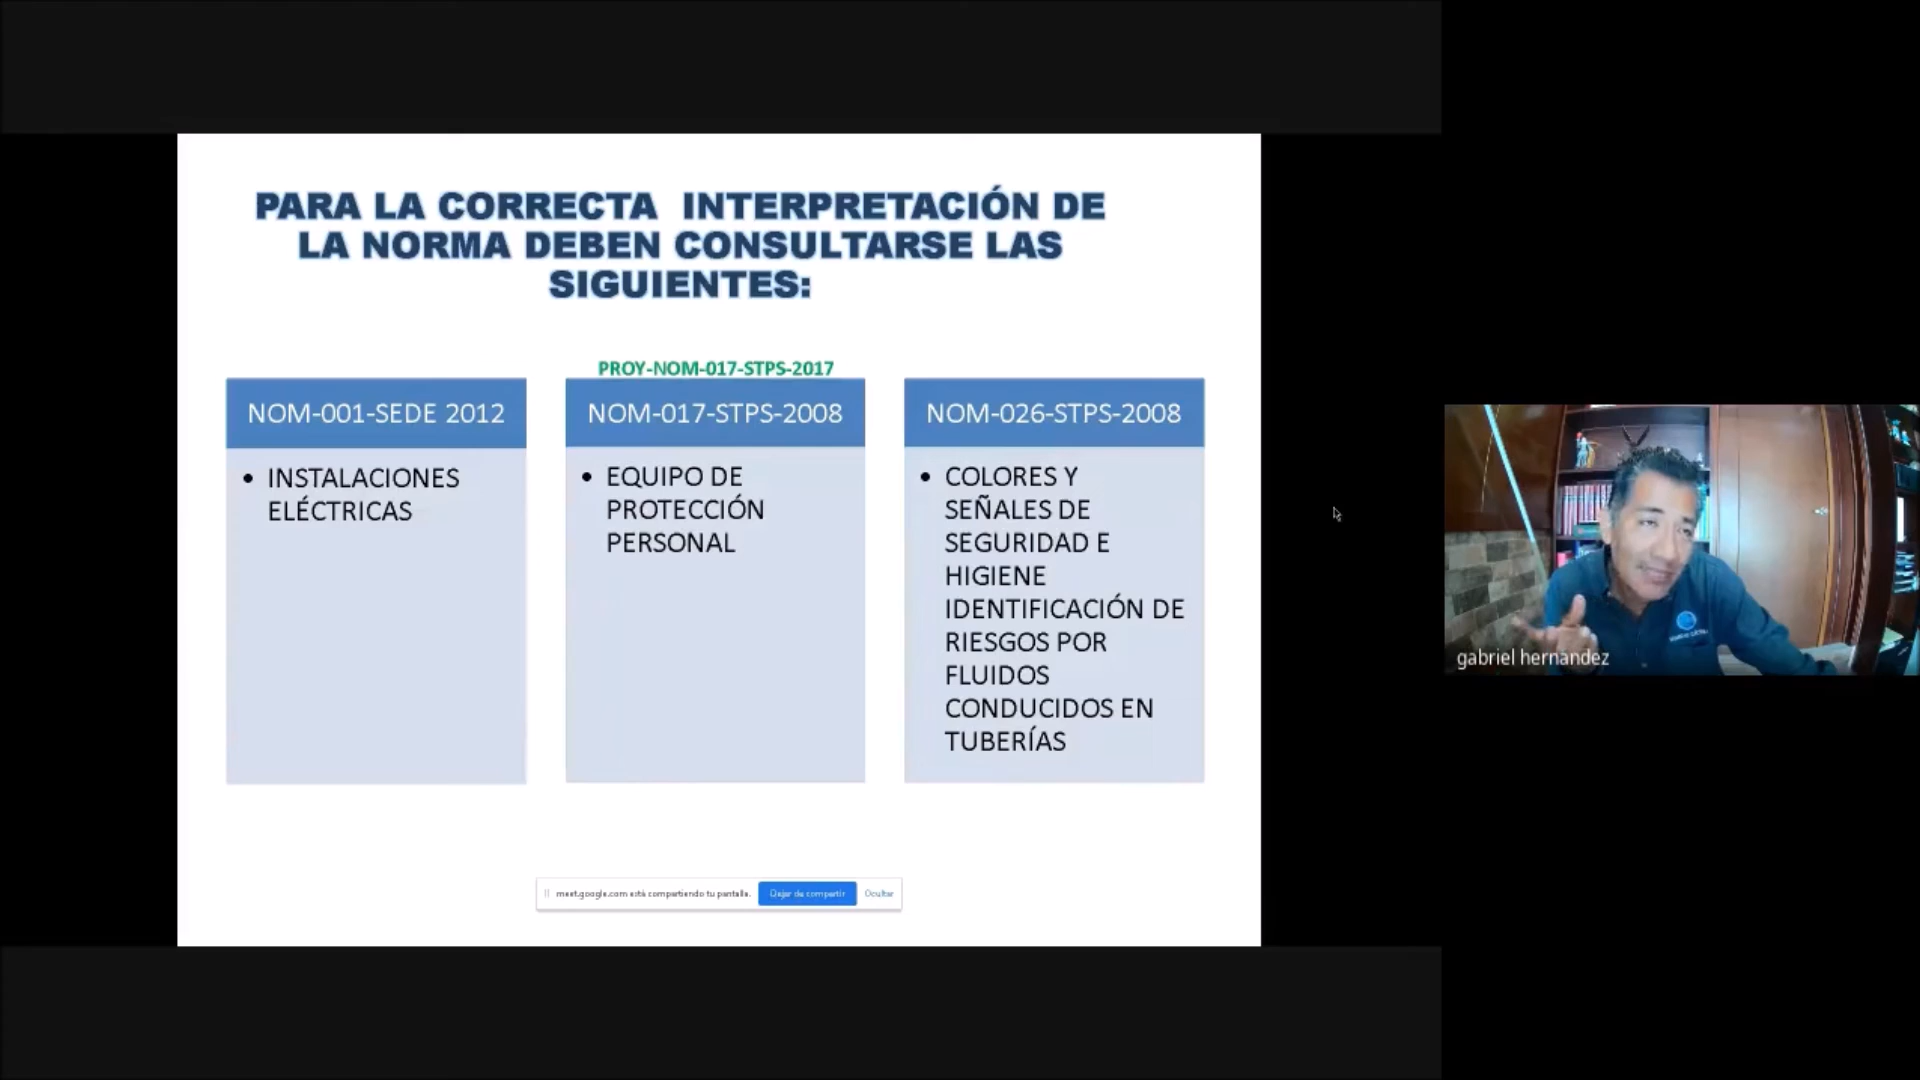 PARA LA CORRECTA  INTERPRETACIÓN DE
LA NORMA DEBEN CONSULTARSE LAS
SIGUIENTES:
NOM-001-SEDE 2012
• INSTALACIONES
ELÉCTRICAS
PROY-NOM-017-STPS-2017
NOM-017-STPS-2008
• EQUIPO DE
PROTECCIÓN
PERSONAL
NOM-026-STPS-2008
• COLORES Y
SEÑALES DE
SEGURIDAD E
HIGIENE
IDENTIFICACIÓN DE
RIESGOS POR
FLUIDOS
CONDUCIDOS EN
TUBERÍAS
meet.google.com está compartiendo tu pantalla.
Dejar de compartir
Ocultar
gabriel hernandez